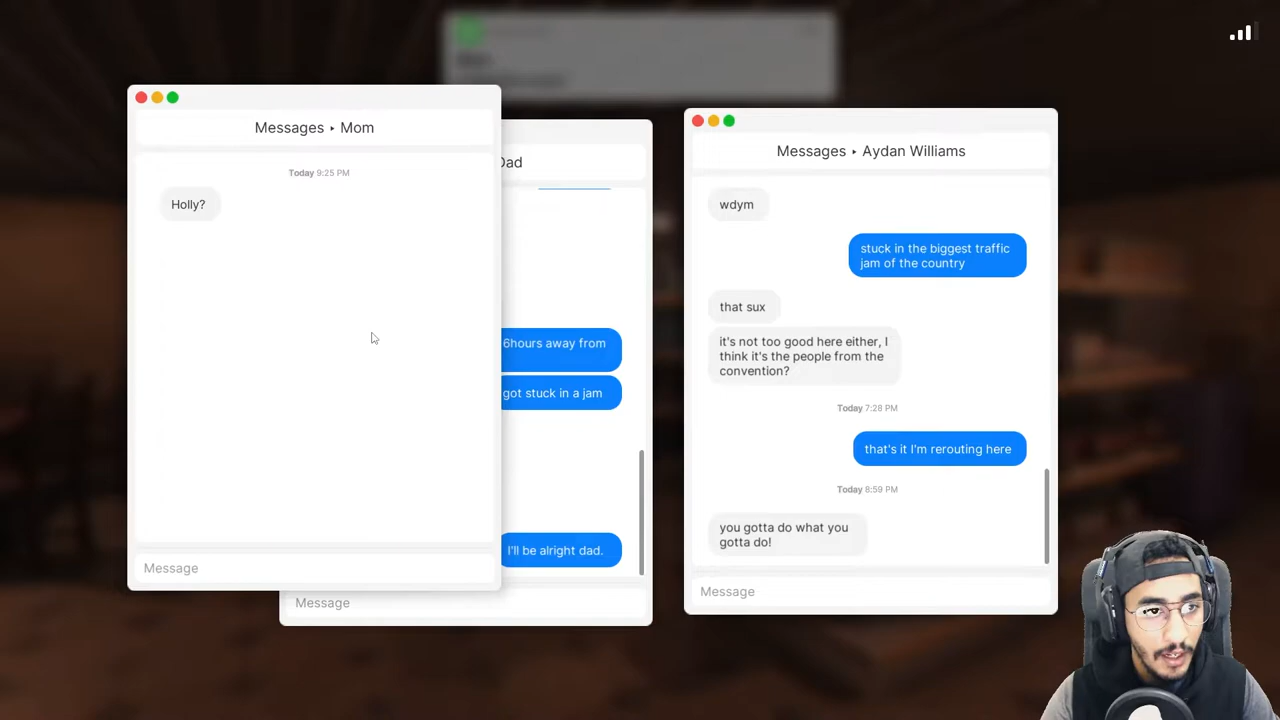 Messages ‣ Mom
Today 9:25 PM
Holly?
Message
Dad
6hours away from
got stuck in a jam
I'll be alright dad.
Message
Messages ‣ Aydan Williams
wdym
stuck in the biggest traffic
jam of the country
that sux
it's not too good here either, I
think it's the people from the
convention?
Today 7:28 PM
that's it I'm rerouting here
Today 8:59 PM
you gotta do what you
gotta do!
Message